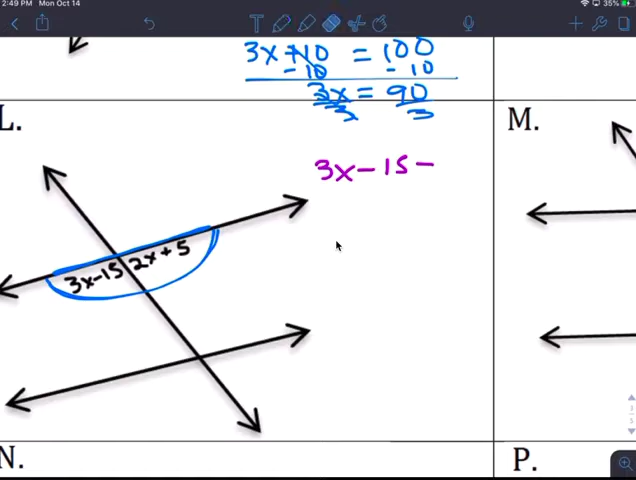 2:49 PM Mon Oct 14
35%
3x+10 = 100
-10 -10
3x = 90
3 3
L.
M.
3x-15-
3x-15 2x+5
N.
P.